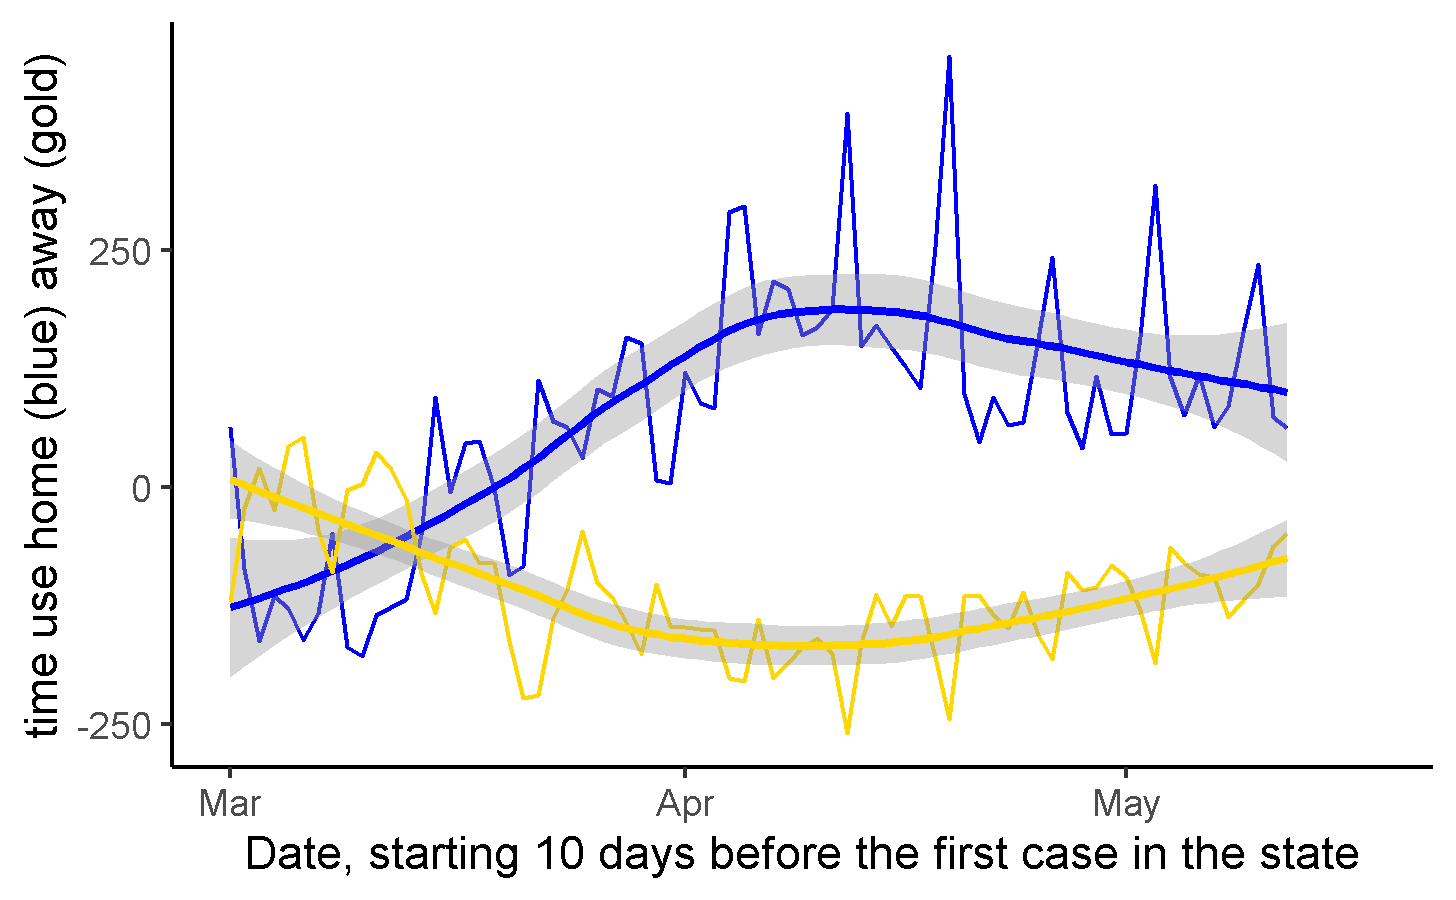 time use home (blue) away (gold)
250
0
-250
Mar
Apr
May
Date, starting 10 days before the first case in the state